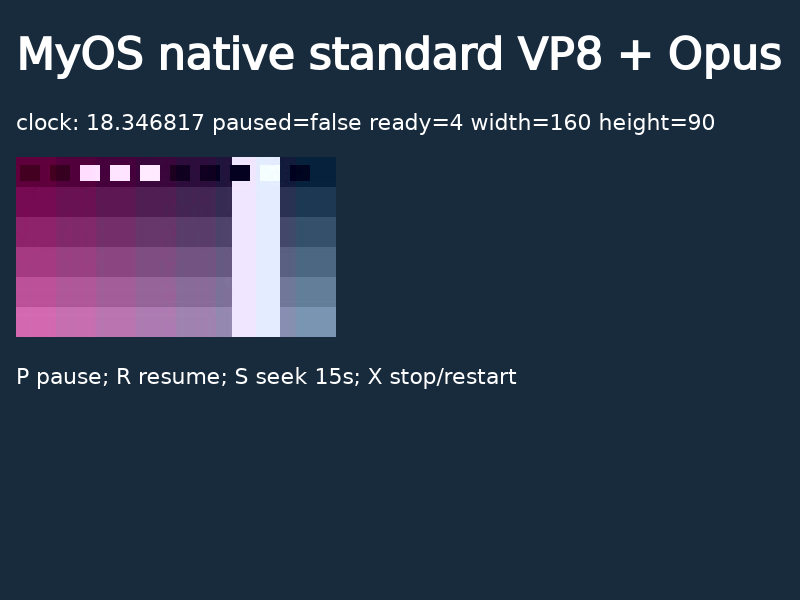 MyOS native standard VP8 + Opus
clock: 18.346817 paused=false ready=4 width=160 height=90
P pause; R resume; S seek 15s; X stop/restart